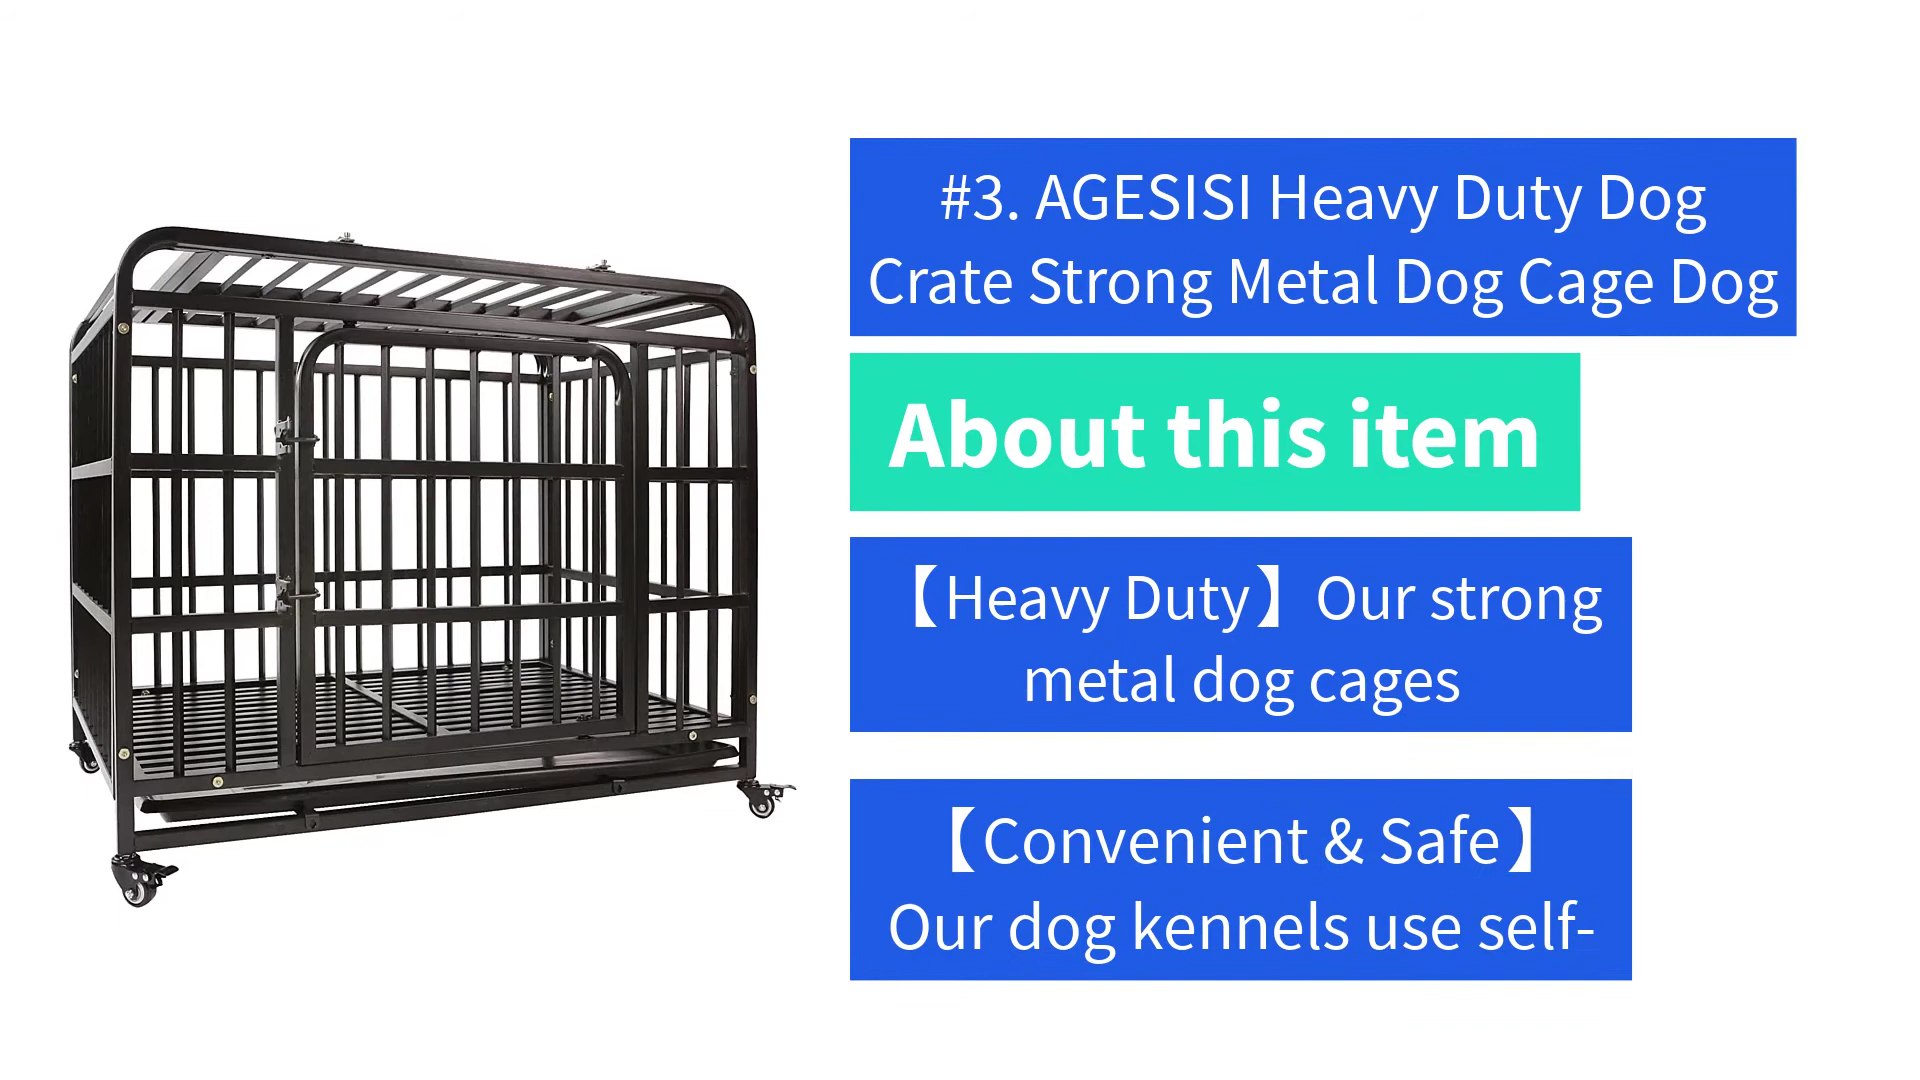 #3. AGESISI Heavy Duty Dog
Crate Strong Metal Dog Cage Dog
About this item
【Heavy Duty】Our strong
metal dog cages
【Convenient & Safe】
Our dog kennels use self-